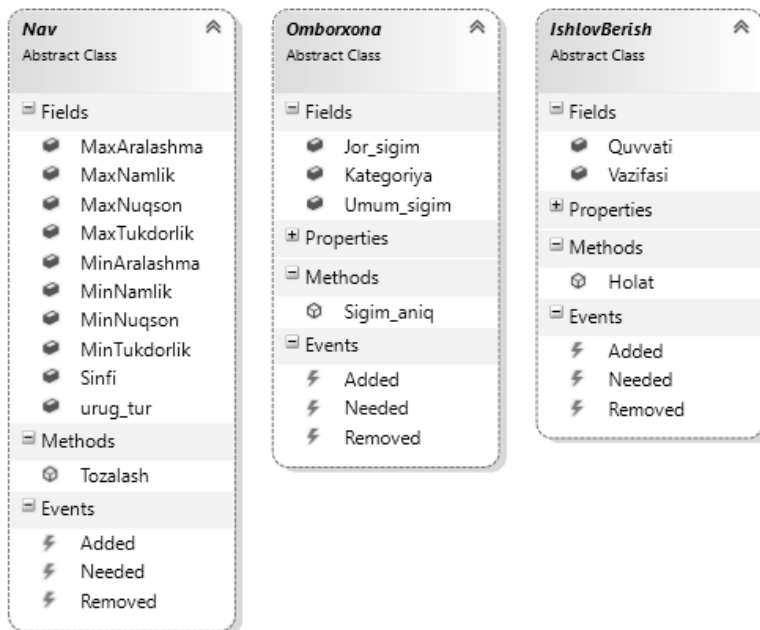 Nav
Abstract Class
Fields
MaxAralashma
MaxNamlik
MaxNuqson
MaxTukdorlik
MinAralashma
MinNamlik
MinNuqson
MinTukdorlik
Sinfi
urug_tur
Methods
Tozalash
Events
Added
Needed
Removed
Omborxona
Abstract Class
Fields
Jor_sigim
Kategoriya
Umum_sigim
Properties
Methods
Sigim_aniq
Events
Added
Needed
Removed
IshlovBerish
Abstract Class
Fields
Quvvati
Vazifasi
Properties
Methods
Holat
Events
Added
Needed
Removed